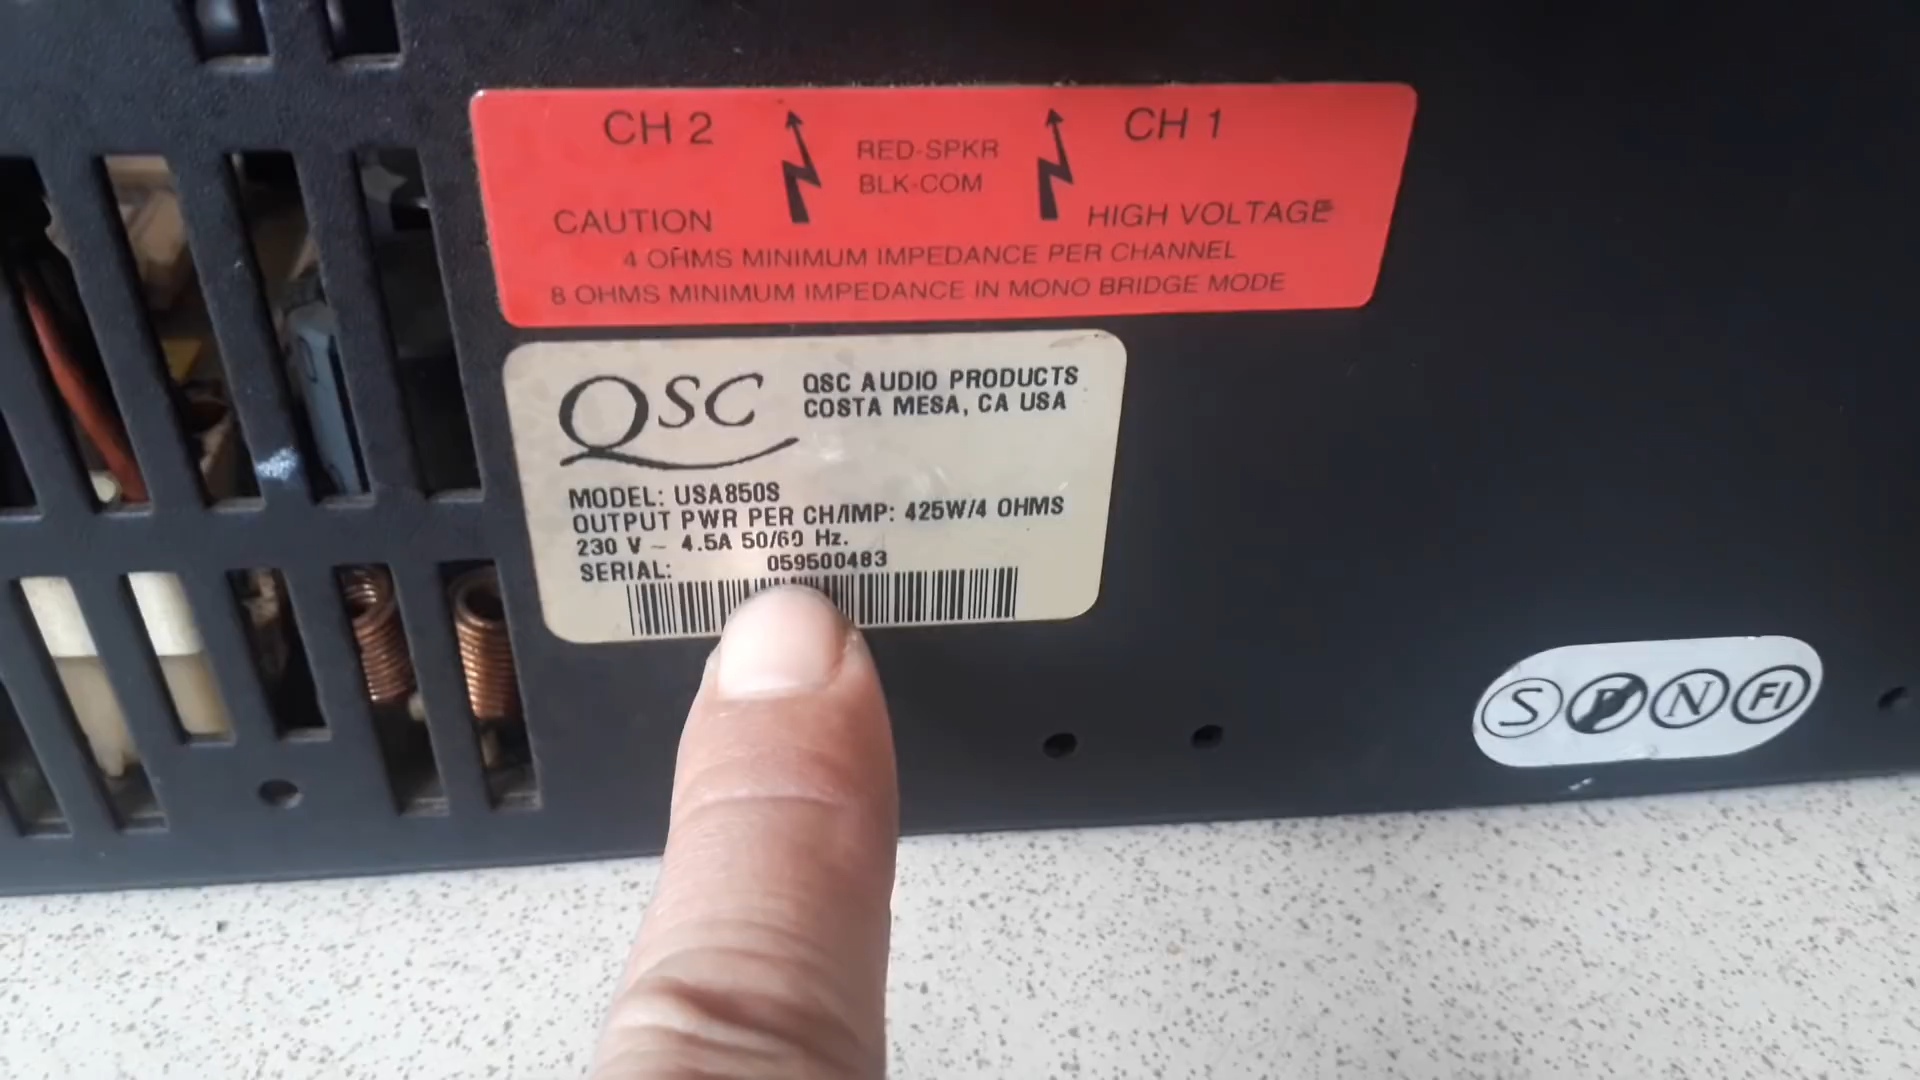 CH 2
CH 1
RED-SPKR
BLK-COM
CAUTION
HIGH VOLTAGE
4 OHMS MINIMUM IMPEDANCE PER CHANNEL
8 OHMS MINIMUM IMPEDANCE IN MONO BRIDGE MODE
QSC
QSC AUDIO PRODUCTS
COSTA MESA, CA USA
MODEL: USA850S
OUTPUT PWR PER CH/IMP: 425W/4 OHMS
230 V ~ 4.5A 50/60 Hz.
SERIAL: 059500483
S D N FI